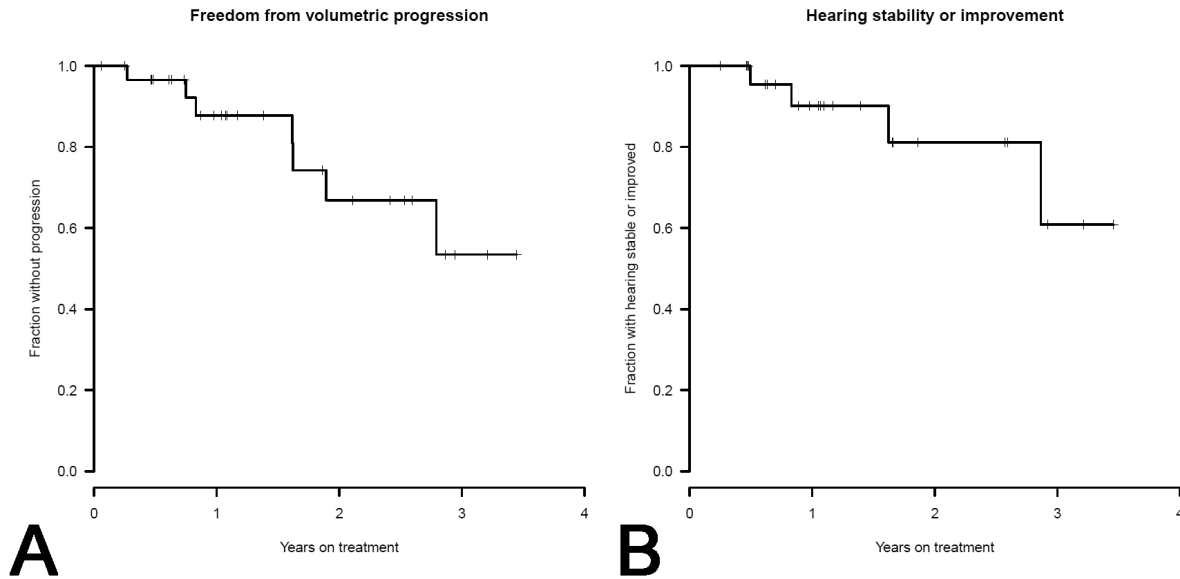 Freedom from volumetric progression
Fraction without progression
1.0
0.8
0.6
0.4
0.2
0.0
0 1 2 3 4
Years on treatment
A
Hearing stability or improvement
Fraction with hearing stable or improved
1.0
0.8
0.6
0.4
0.2
0.0
0 1 2 3 4
Years on treatment
B